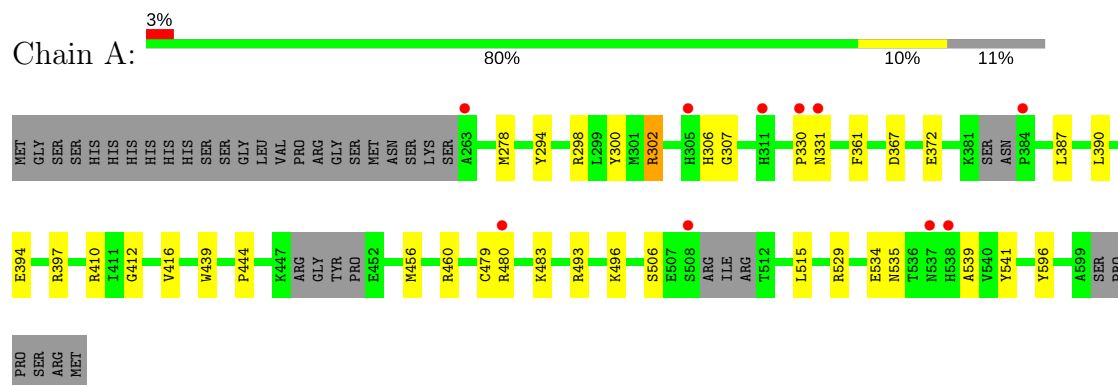 3%
Chain A:
80% 10% 11%
MET GLY SER SER HIS HIS HIS HIS HIS HIS SER SER GLY LEU VAL PRO ARG GLY SER MET ASN SER LYS SER A263 M278 Y294 R298 L299 Y300 M301 R302 H305 H306 G307 H311 P330 N331 F361 D367 E372 K381 SER ASN P384 L387 L390
E394 R397 R410 I411 G412 V416 W439 P444 K447 ARG GLY TYR PRO E452 M456 R460 C479 R480 K483 R493 K496 S506 E507 S508 ARG ILE ARG T512 L515 R529 E534 N535 T536 N537 H538 A539 V540 Y541 Y596 A599 SER PRO
PRO SER ARG MET